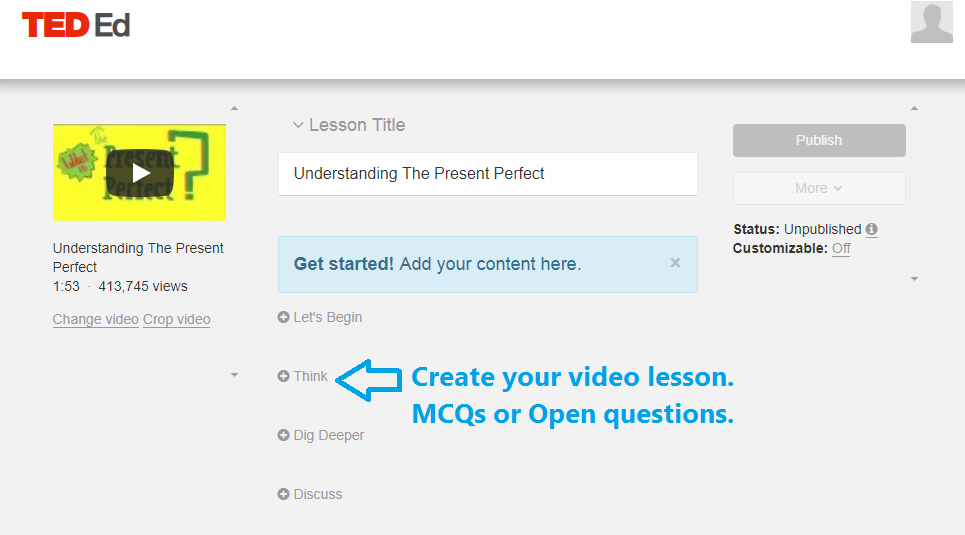 TED Ed
Lesson Title
Understanding The Present Perfect
What is
The
Present
Perfect
?
Understanding The Present
Perfect
1:53 · 413,745 views
Change video Crop video
Get started! Add your content here. ×
Let's Begin
Think
Create your video lesson.
MCQs or Open questions.
Dig Deeper
Discuss
Publish
More
Status: Unpublished
Customizable: Off